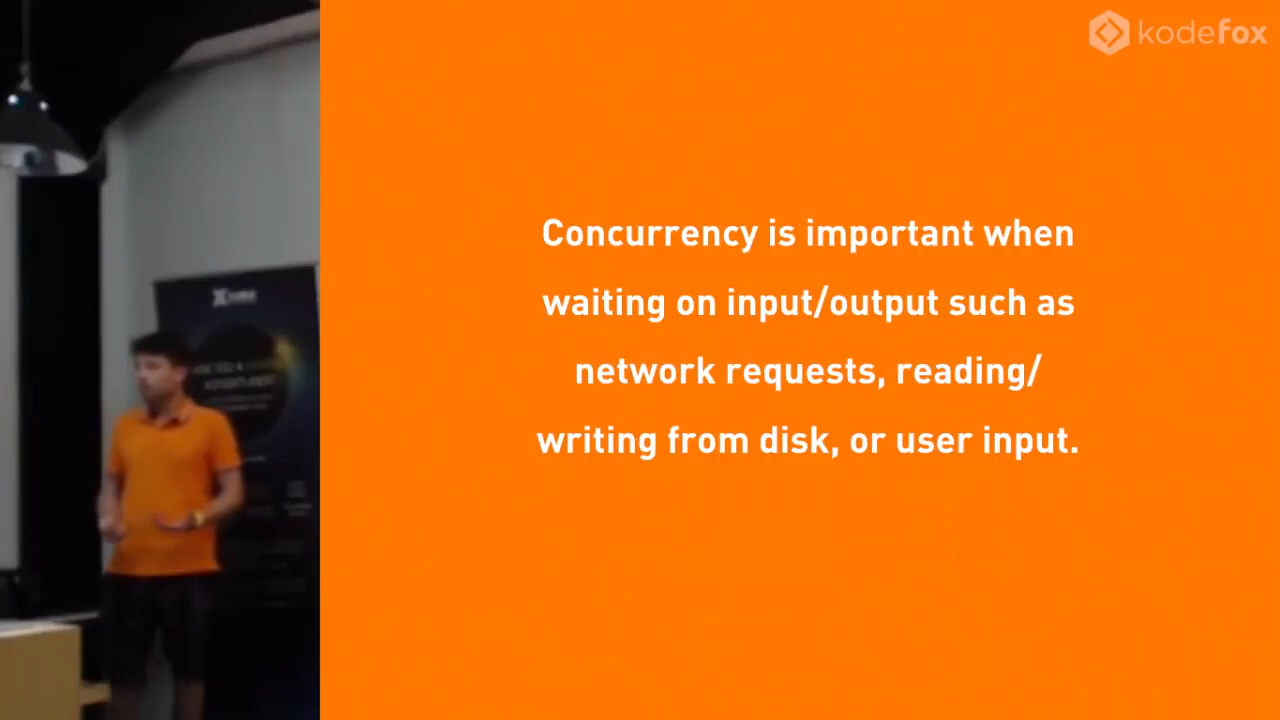 kodefox
Concurrency is important when
waiting on input/output such as
network requests, reading/
writing from disk, or user input.